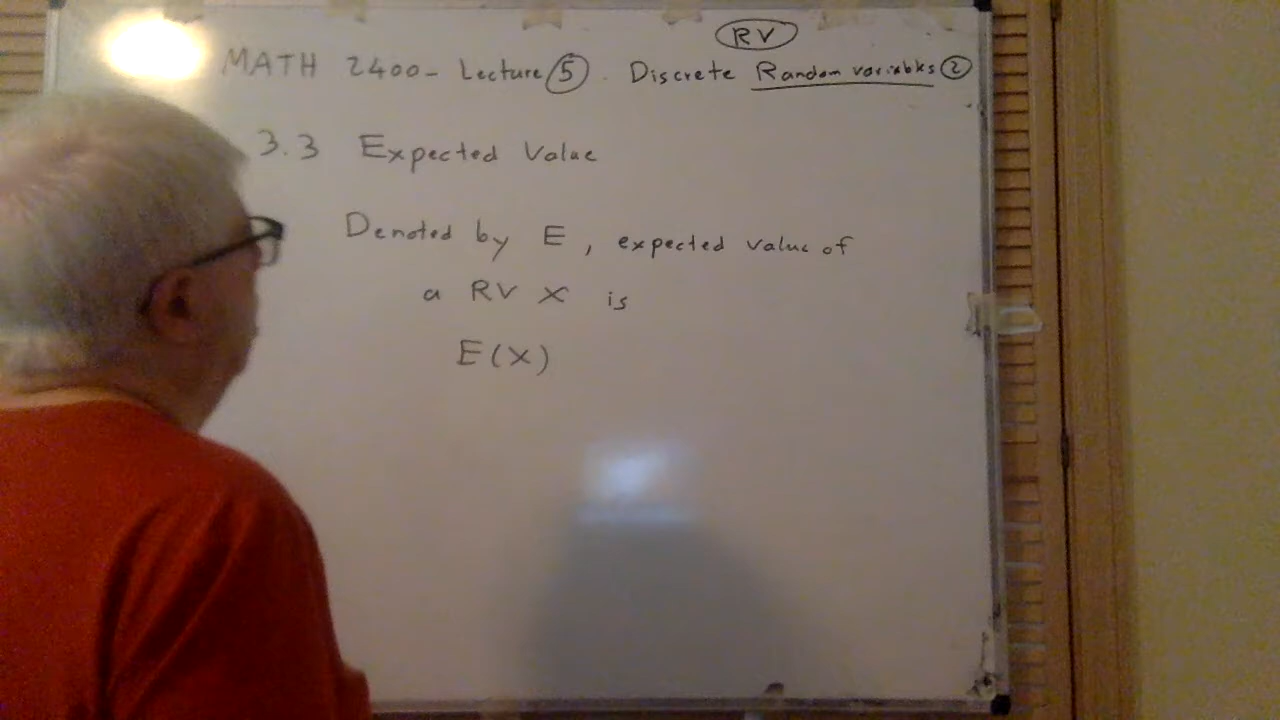 RV
MATH 2400- Lecture 5. Discrete Random variables 2
3.3 Expected Value
Denoted by E, expected value of
a RV X is
E(X)